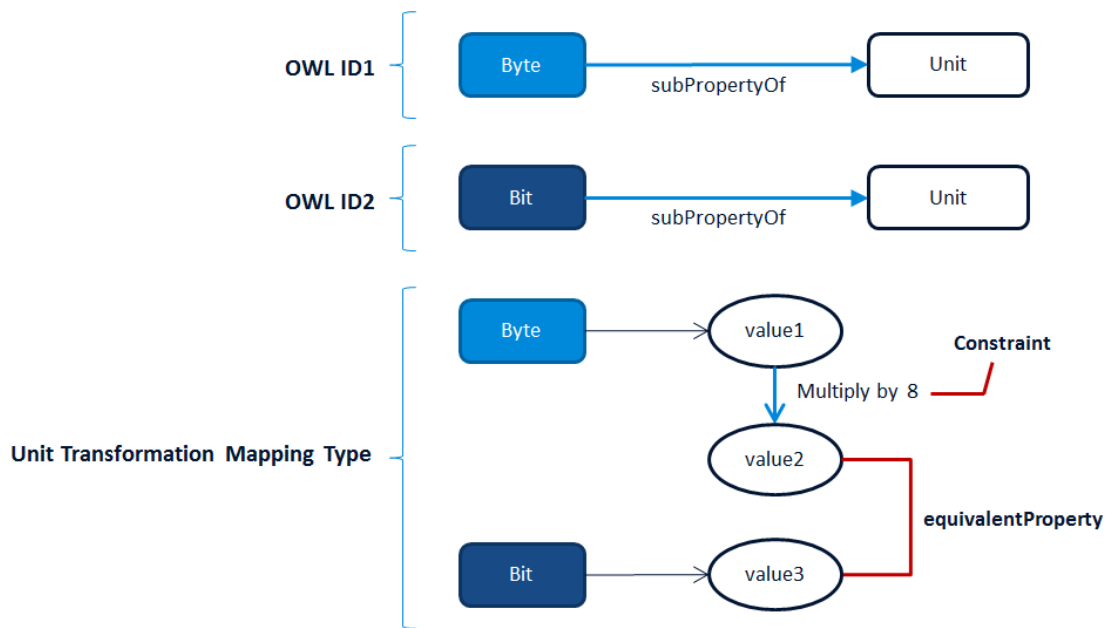 OWL ID1
Byte
subPropertyOf
Unit
OWL ID2
Bit
subPropertyOf
Unit
Unit Transformation Mapping Type
Byte
value1
Constraint
Multiply by 8
value2
equivalentProperty
Bit
value3